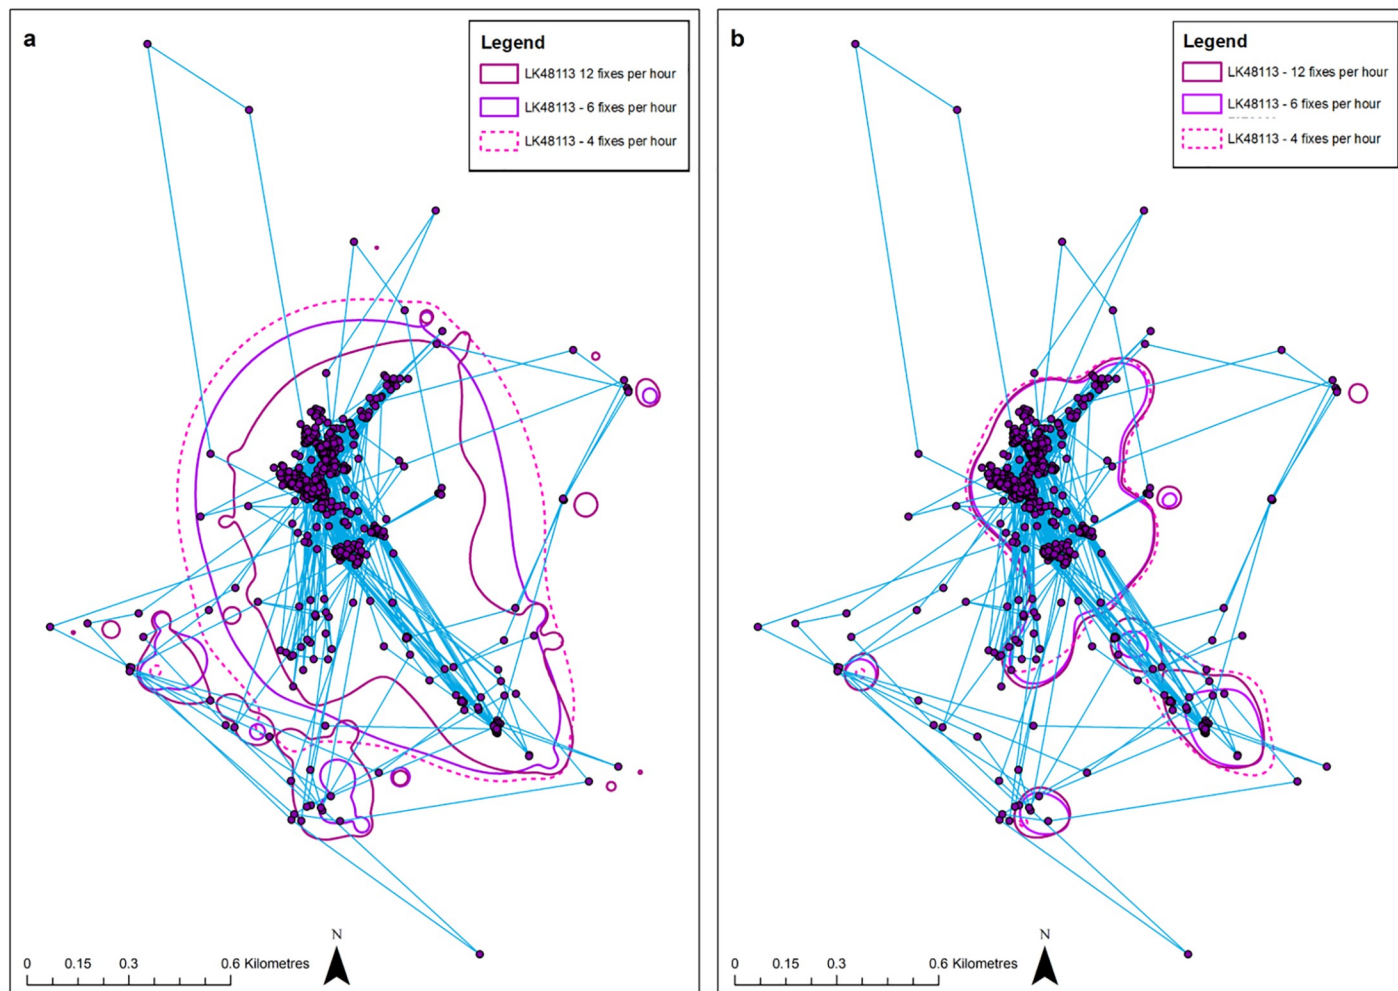 a
Legend
LK48113 12 fixes per hour
LK48113 - 6 fixes per hour
LK48113 - 4 fixes per hour
N
0 0.15 0.3 0.6 Kilometres
b
Legend
LK48113 - 12 fixes per hour
LK48113 - 6 fixes per hour
LK48113 - 4 fixes per hour
N
0 0.15 0.3 0.6 Kilometres